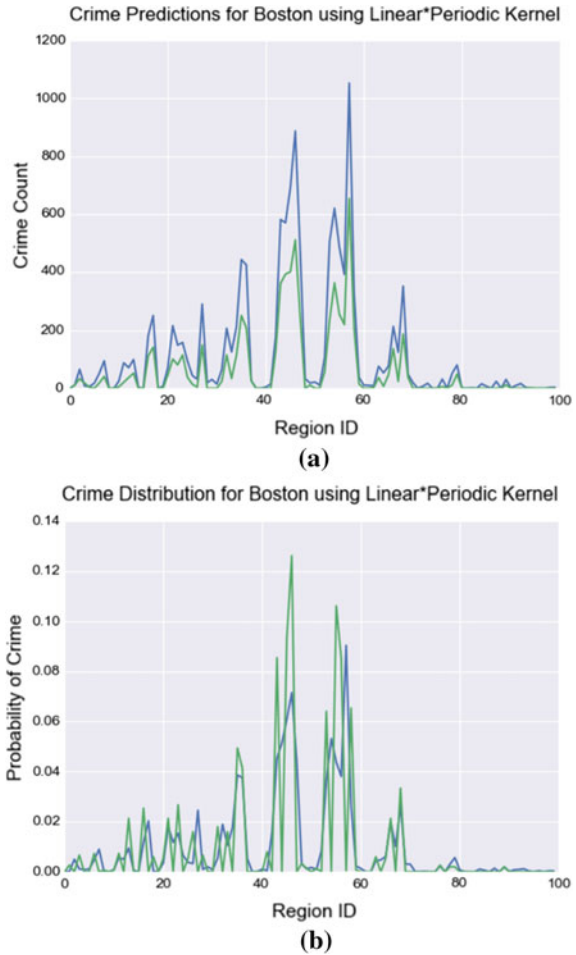 Crime Predictions for Boston using Linear*Periodic Kernel
1200
1000
800
600
400
200
0
Crime Count
0 20 40 60 80 100
Region ID
(a)
Crime Distribution for Boston using Linear*Periodic Kernel
0.14
0.12
0.10
0.08
0.06
0.04
0.02
0.00
Probability of Crime
0 20 40 60 80 100
Region ID
(b)